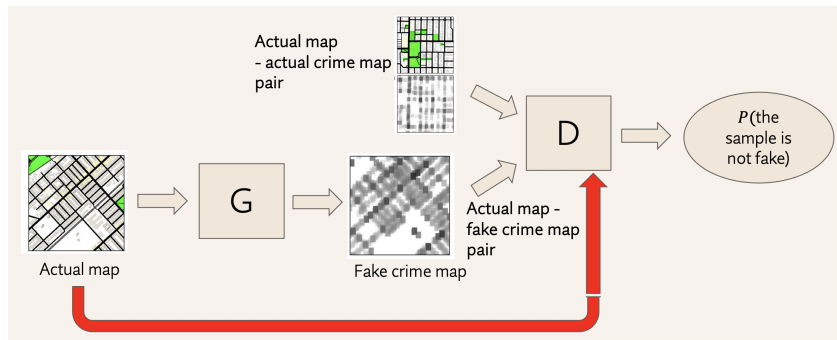 Actual map
- actual crime map
pair
D
P(the
sample is
not fake)
G
Actual map -
fake crime map
pair
Actual map
Fake crime map